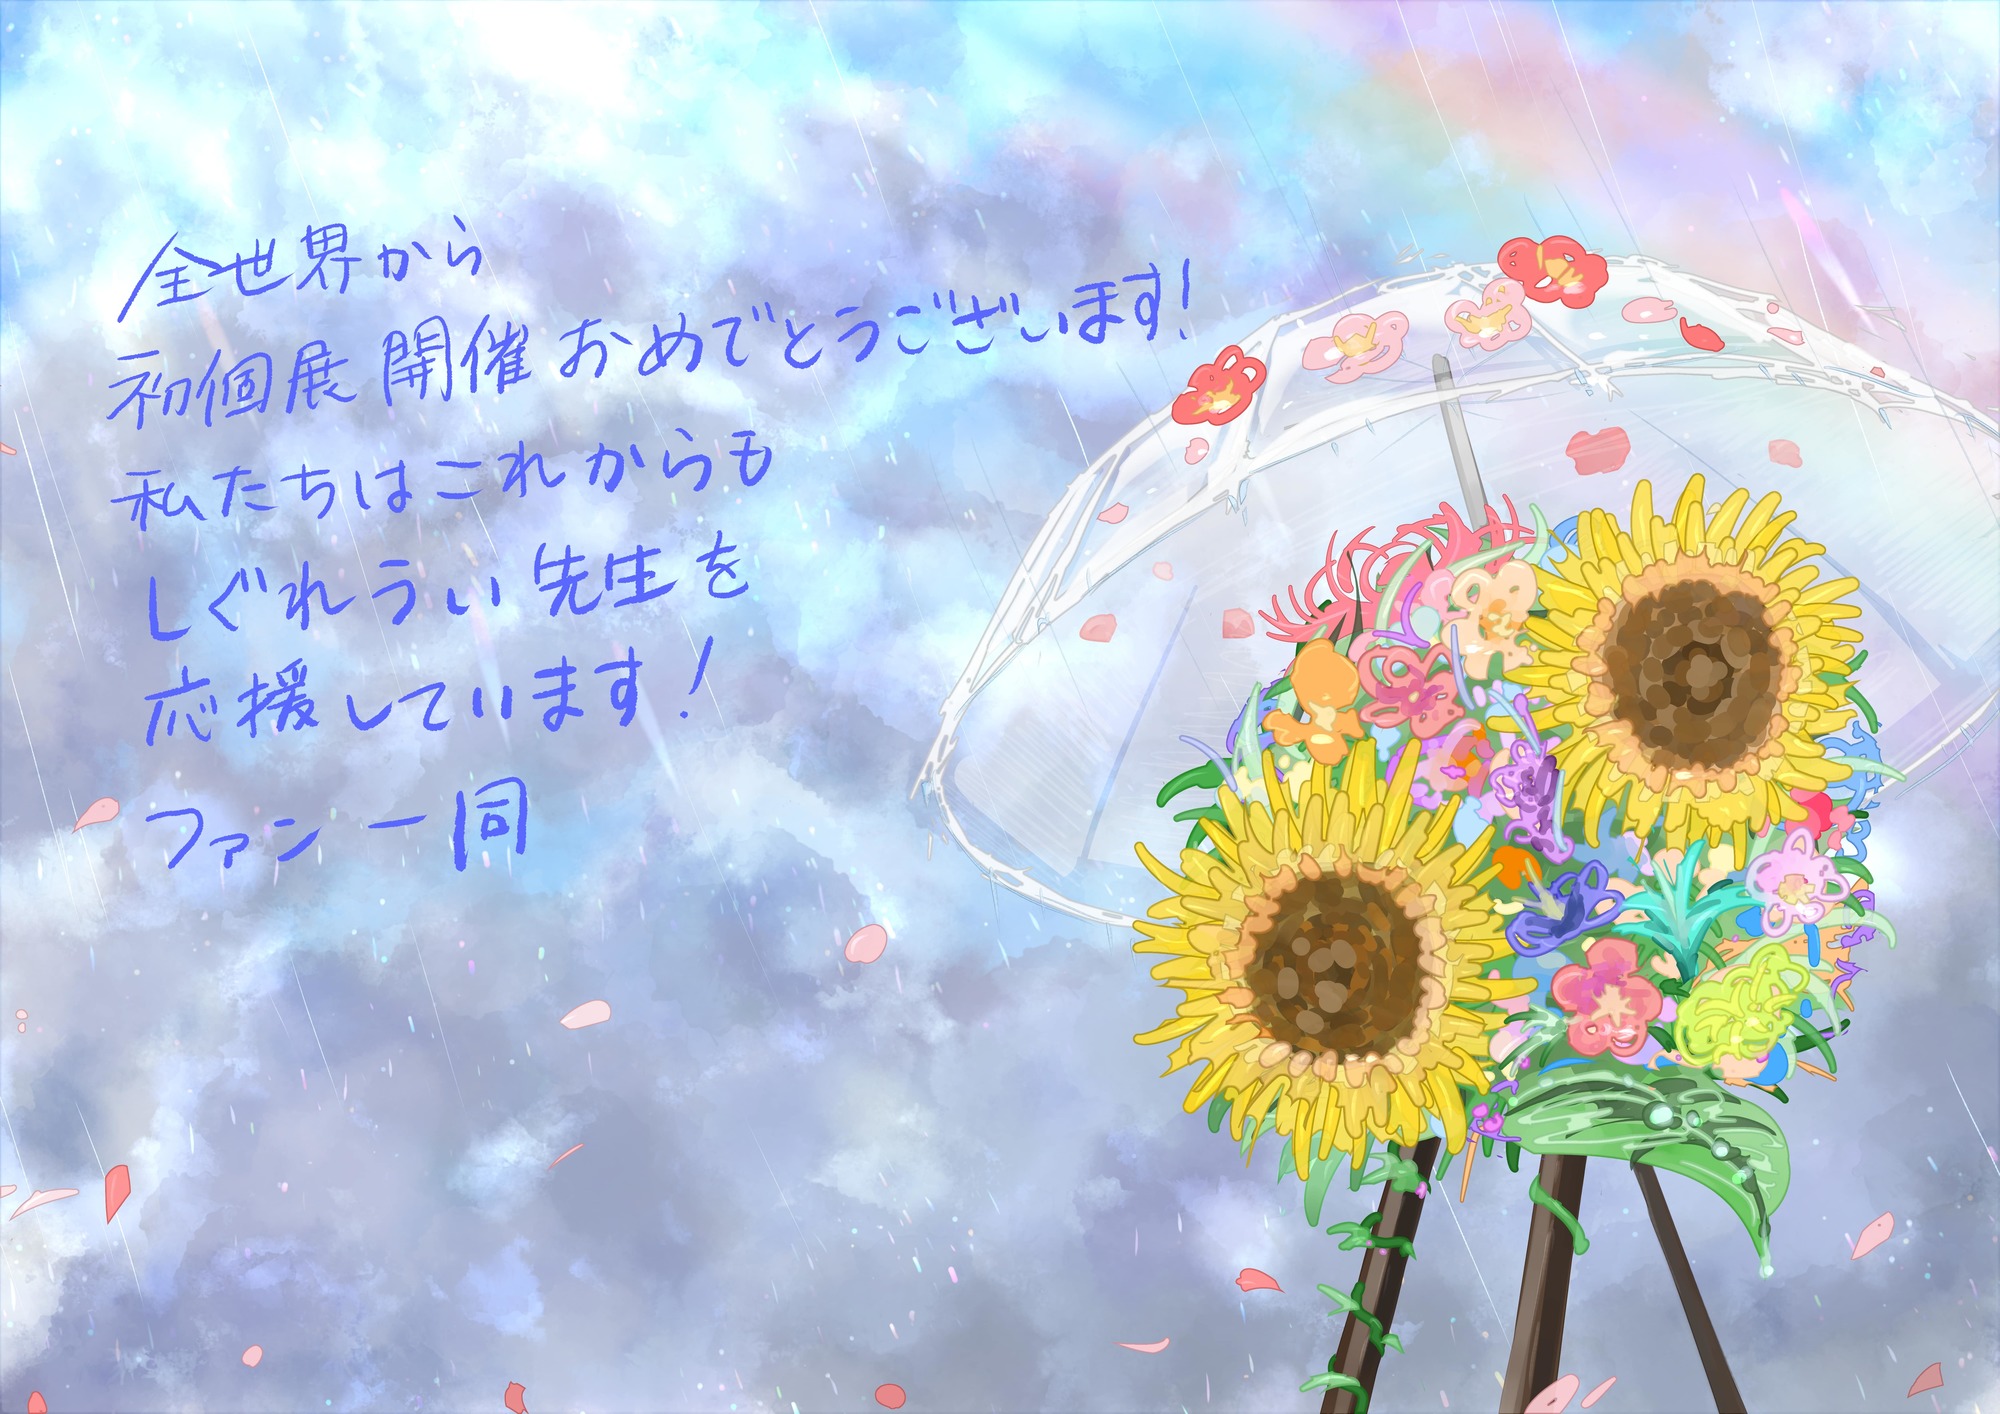 全世界から
初個展開催おめでとうございます!
私たちはこれからも
しぐれうい先生を
応援しています!
ファン一同